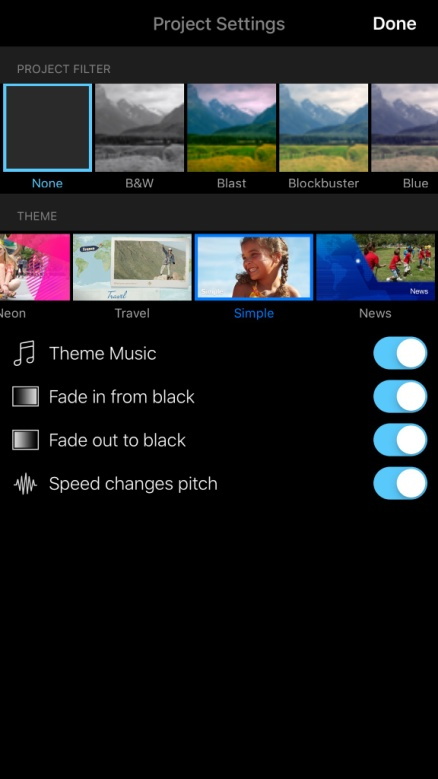 Project Settings
Done
PROJECT FILTER
None
B&W
Blast
Blockbuster
Blue
THEME
Travel
News
Neon
Travel
Simple
News
Theme Music
Fade in from black
Fade out to black
Speed changes pitch